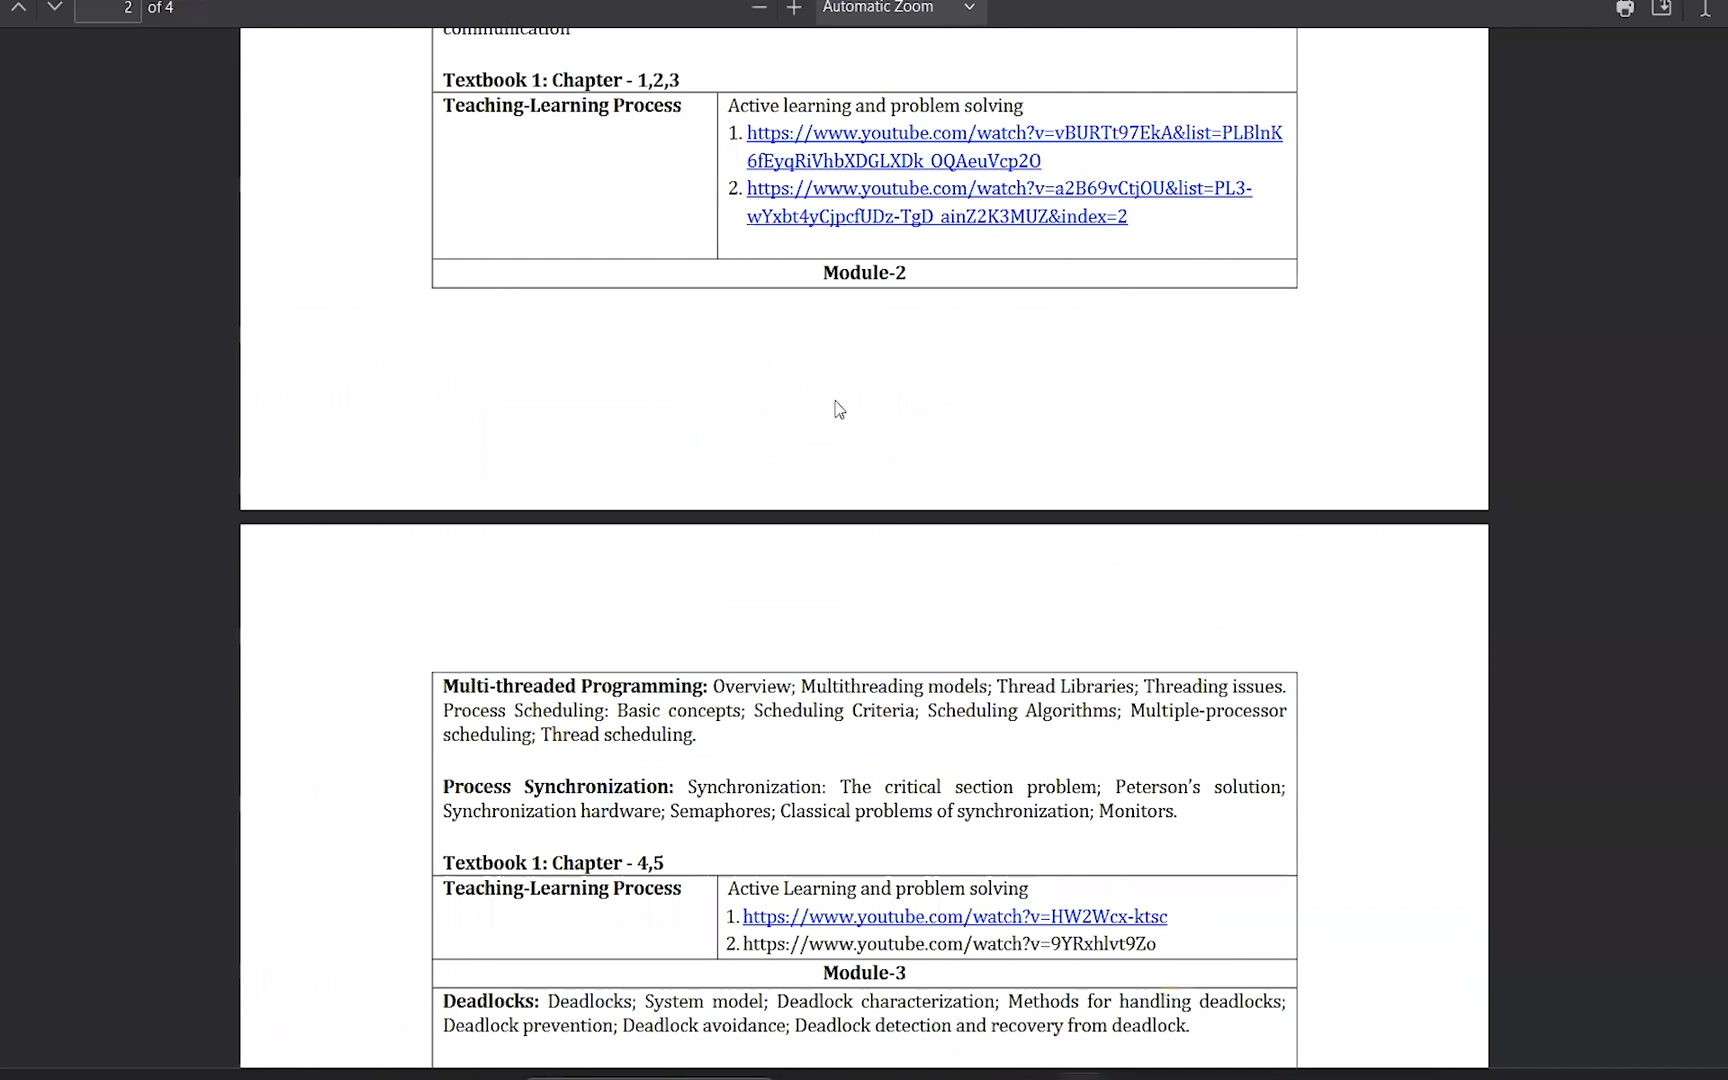 2 of 4
Automatic Zoom
communication
Textbook 1: Chapter - 1,2,3
Teaching-Learning Process
Active learning and problem solving
1. https://www.youtube.com/watch?v=vBURTt97EkA&list=PLBlnK
6fEyqRiVhbXDGLXDk_OQAeuVcp2O
2. https://www.youtube.com/watch?v=a2B69vCtjOU&list=PL3-
wYxbt4yCjpcfUDz-TgD_ainZ2K3MUZ&index=2
Module-2
Multi-threaded Programming: Overview; Multithreading models; Thread Libraries; Threading issues.
Process Scheduling: Basic concepts; Scheduling Criteria; Scheduling Algorithms; Multiple-processor
scheduling; Thread scheduling.
Process Synchronization: Synchronization: The critical section problem; Peterson's solution;
Synchronization hardware; Semaphores; Classical problems of synchronization; Monitors.
Textbook 1: Chapter - 4,5
Teaching-Learning Process
Active Learning and problem solving
1. https://www.youtube.com/watch?v=HW2Wcx-ktsc
2. https://www.youtube.com/watch?v=9YRxhlvt9Zo
Module-3
Deadlocks: Deadlocks; System model; Deadlock characterization; Methods for handling deadlocks;
Deadlock prevention; Deadlock avoidance; Deadlock detection and recovery from deadlock.